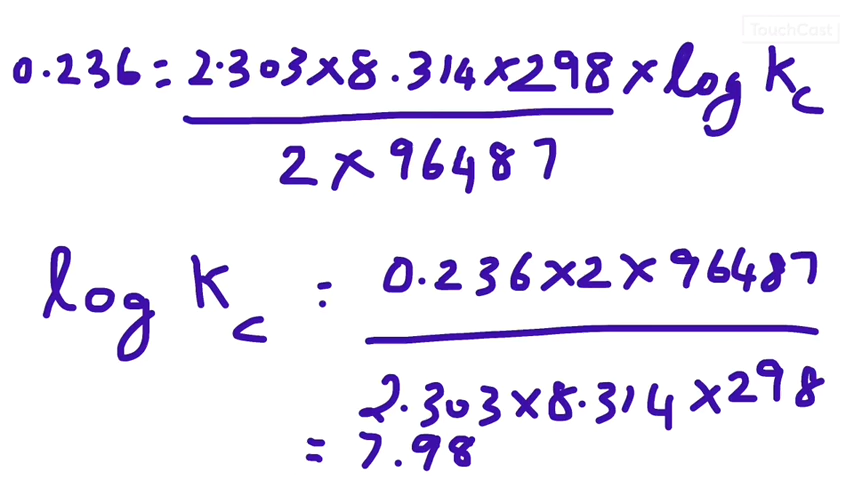 TouchCast
0.236 = 2.303 × 8.314 × 298 × log Kc
2 × 96487
log Kc = 0.236 × 2 × 96487
2.303 × 8.314 × 298
= 7.98